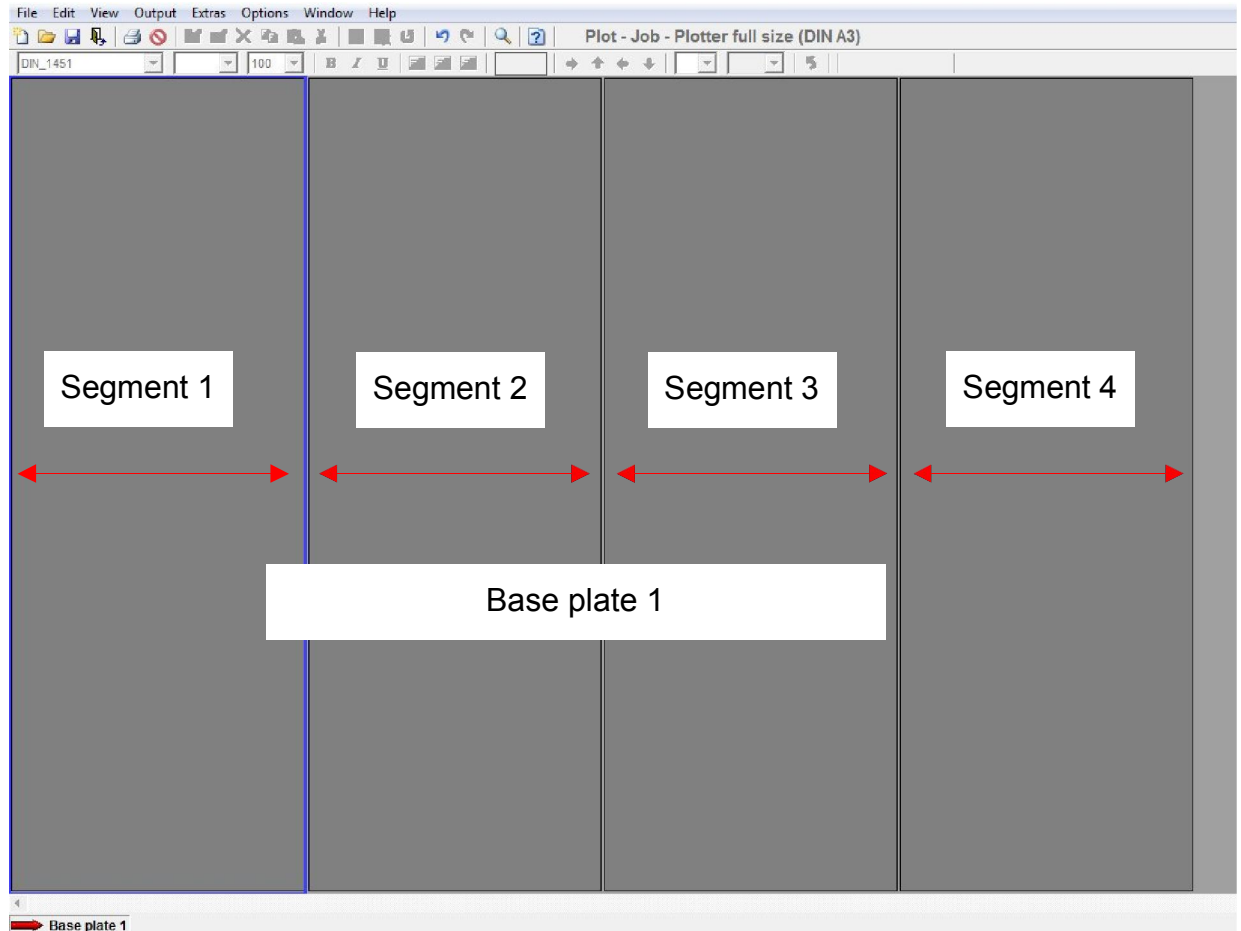 File Edit View Output Extras Options Window Help
Plot - Job - Plotter full size (DIN A3)
DIN_1451 100 B I U
Segment 1 Segment 2 Segment 3 Segment 4
Base plate 1
Base plate 1